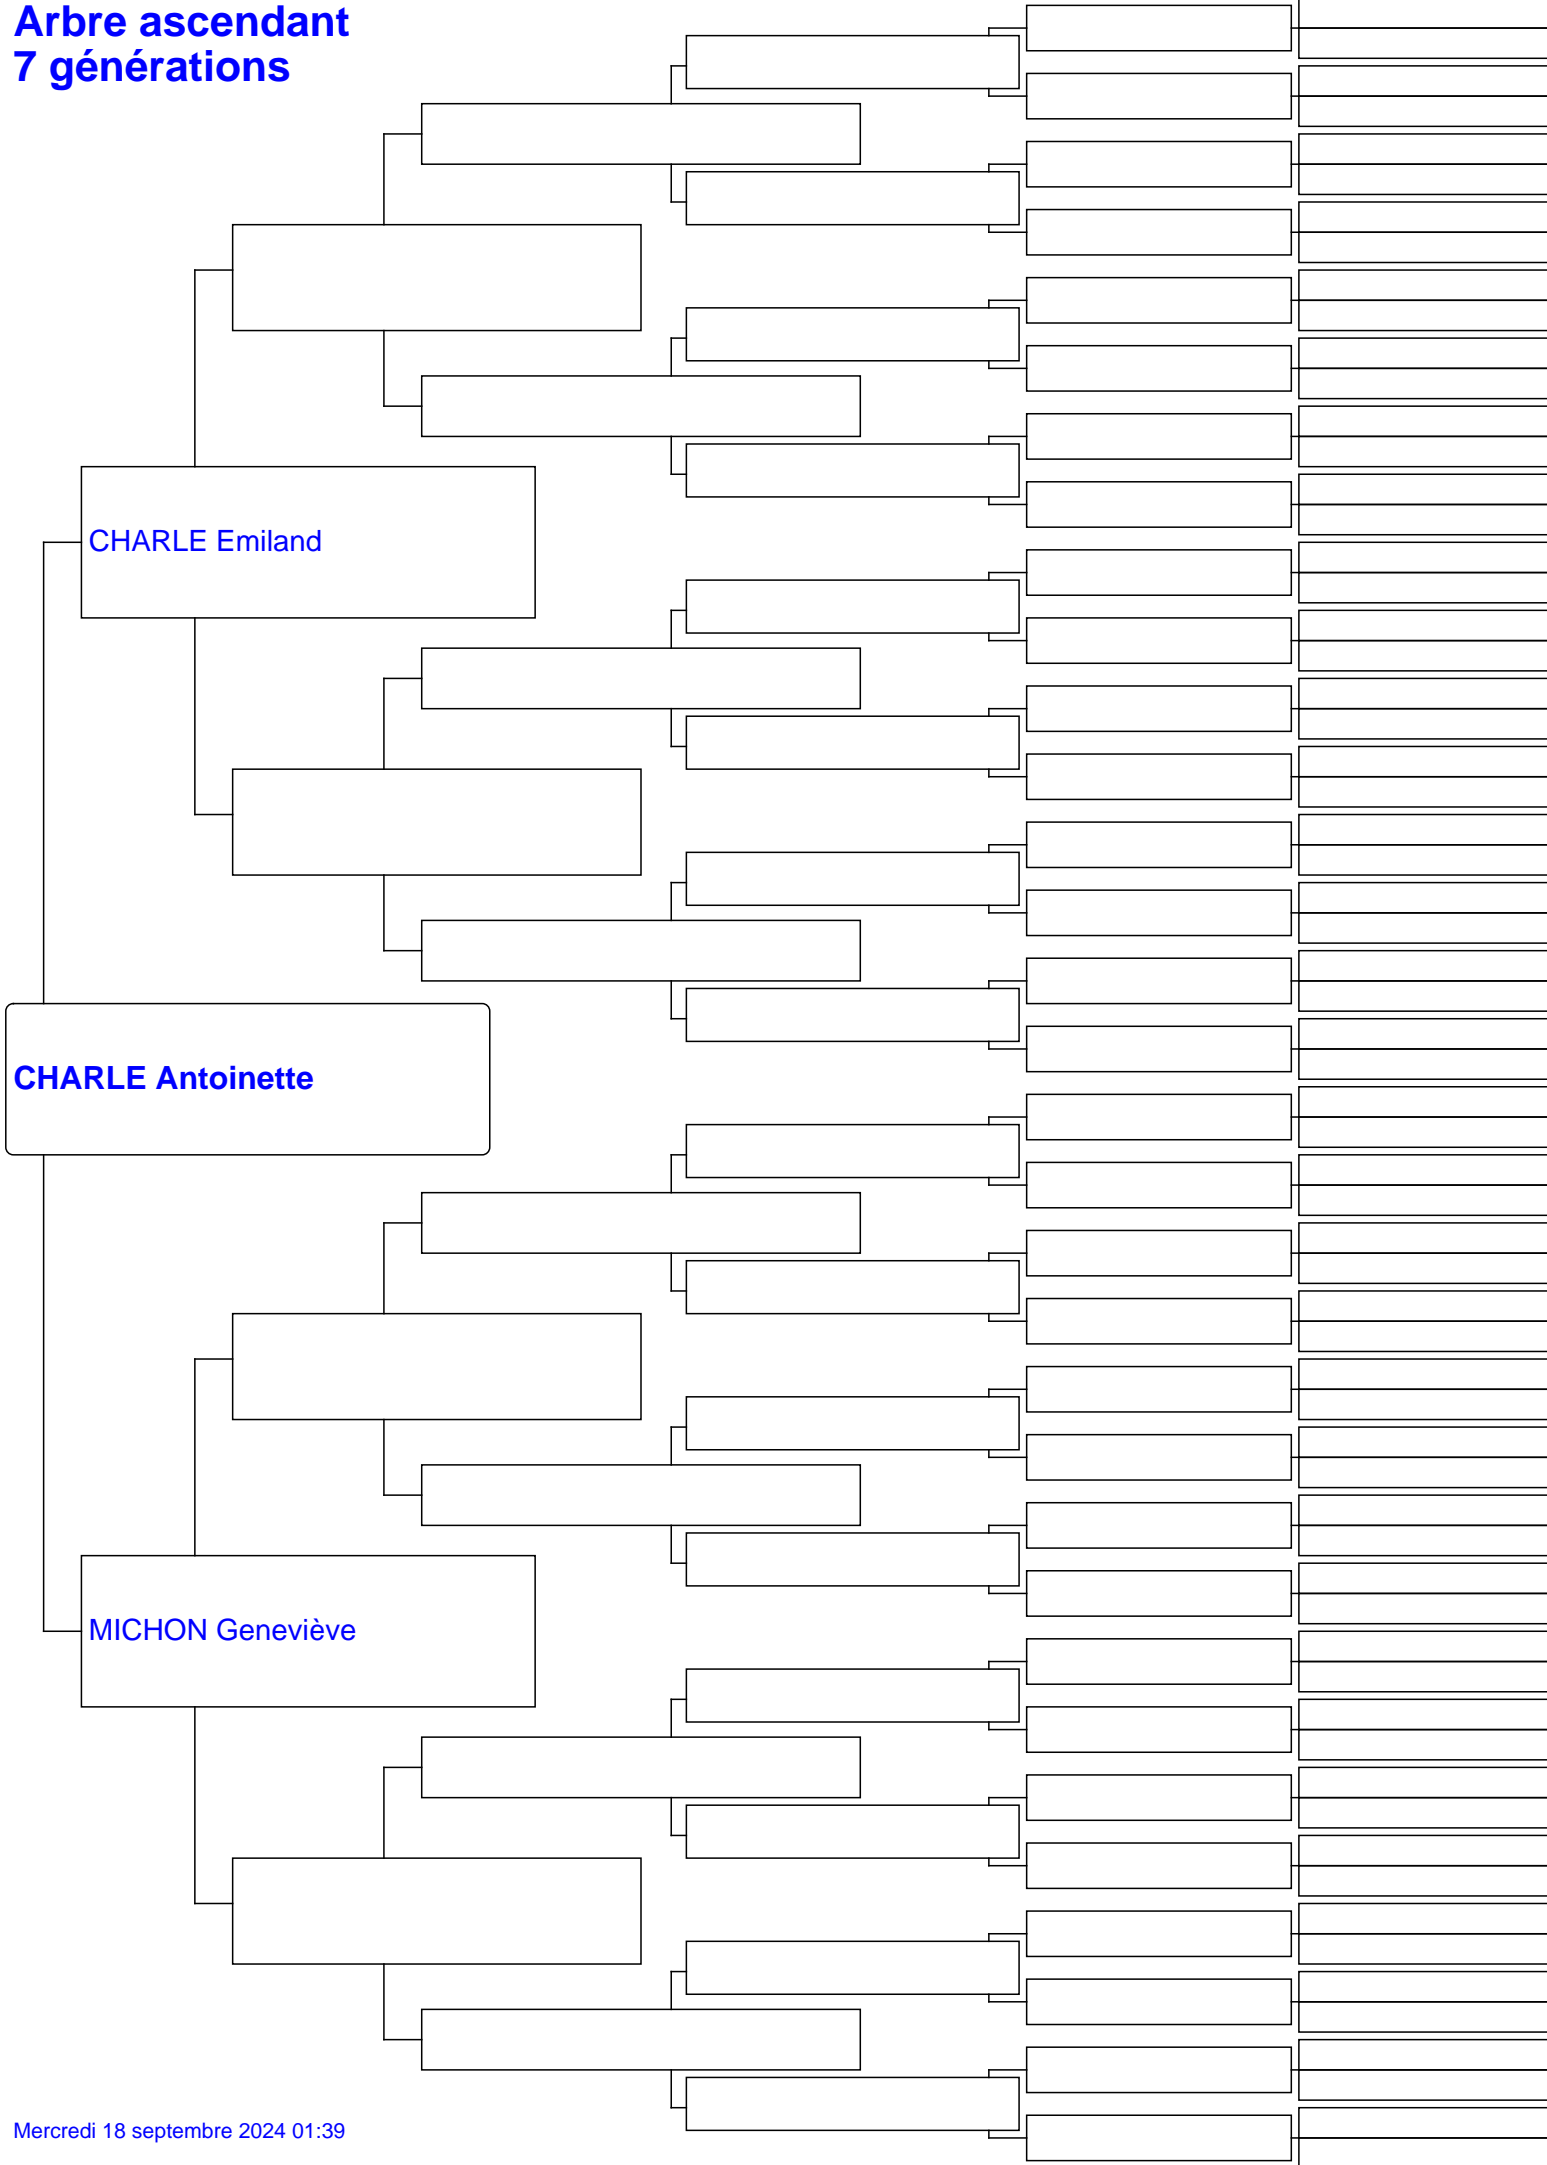 Arbre ascendant
7 générations
CHARLE Emiland
CHARLE Antoinette
MICHON Geneviève
Mercredi 18 septembre 2024 01:39